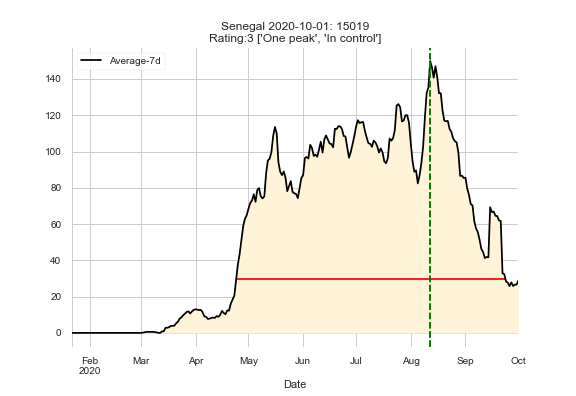 Senegal 2020-10-01: 15019
Rating:3 ['One peak', 'In control']
Average-7d
140
120
100
80
60
40
20
0
Feb Mar Apr May Jun Jul Aug Sep Oct
2020
Date